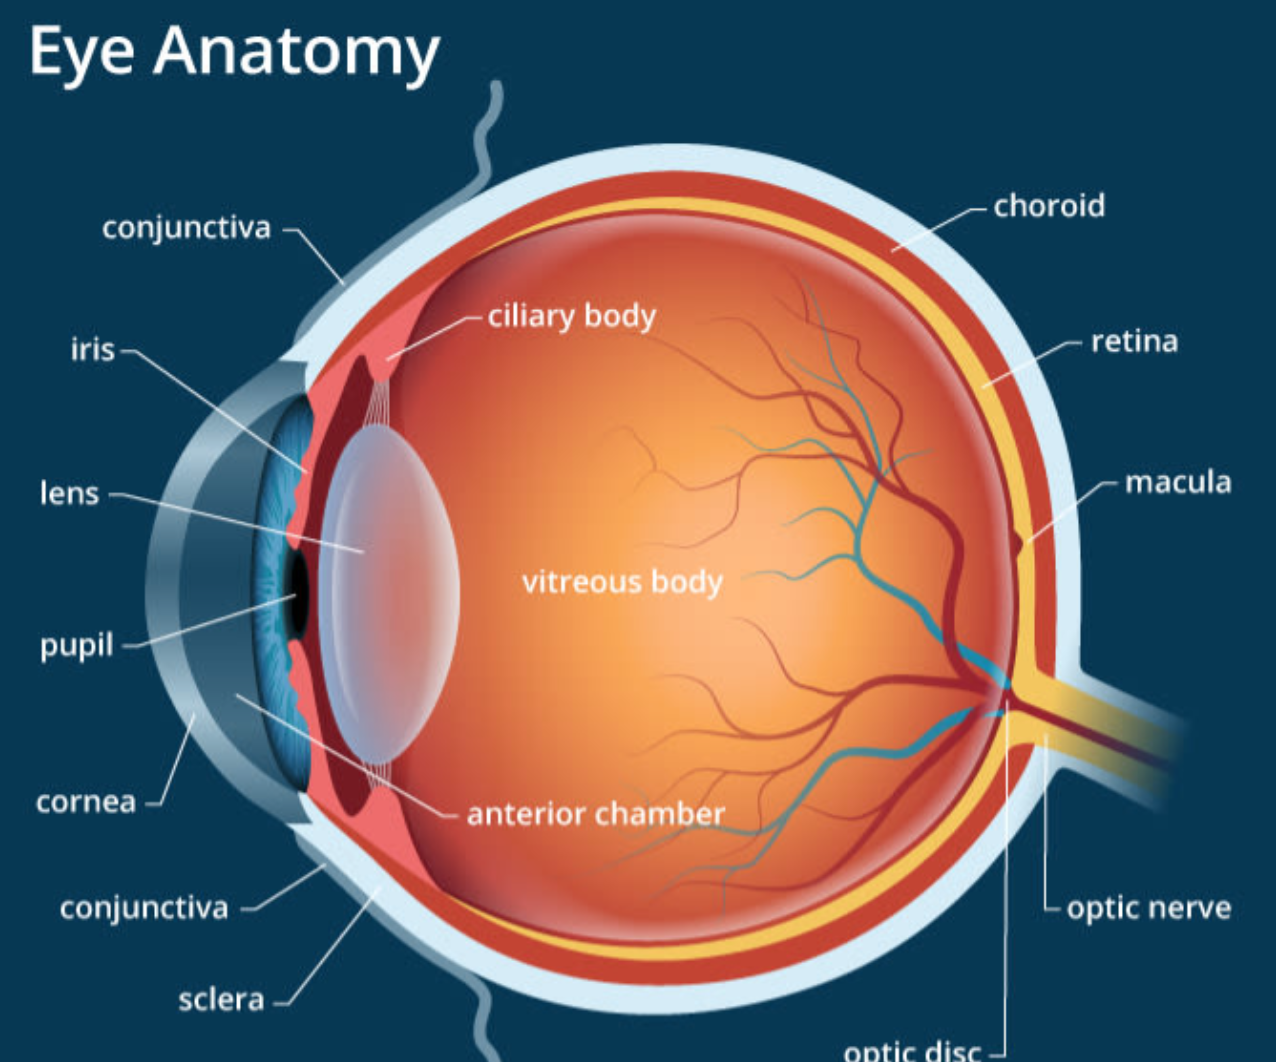 Eye Anatomy
conjunctiva
choroid
ciliary body
iris
retina
lens
macula
vitreous body
pupil
cornea
anterior chamber
conjunctiva
optic nerve
sclera
optic disc